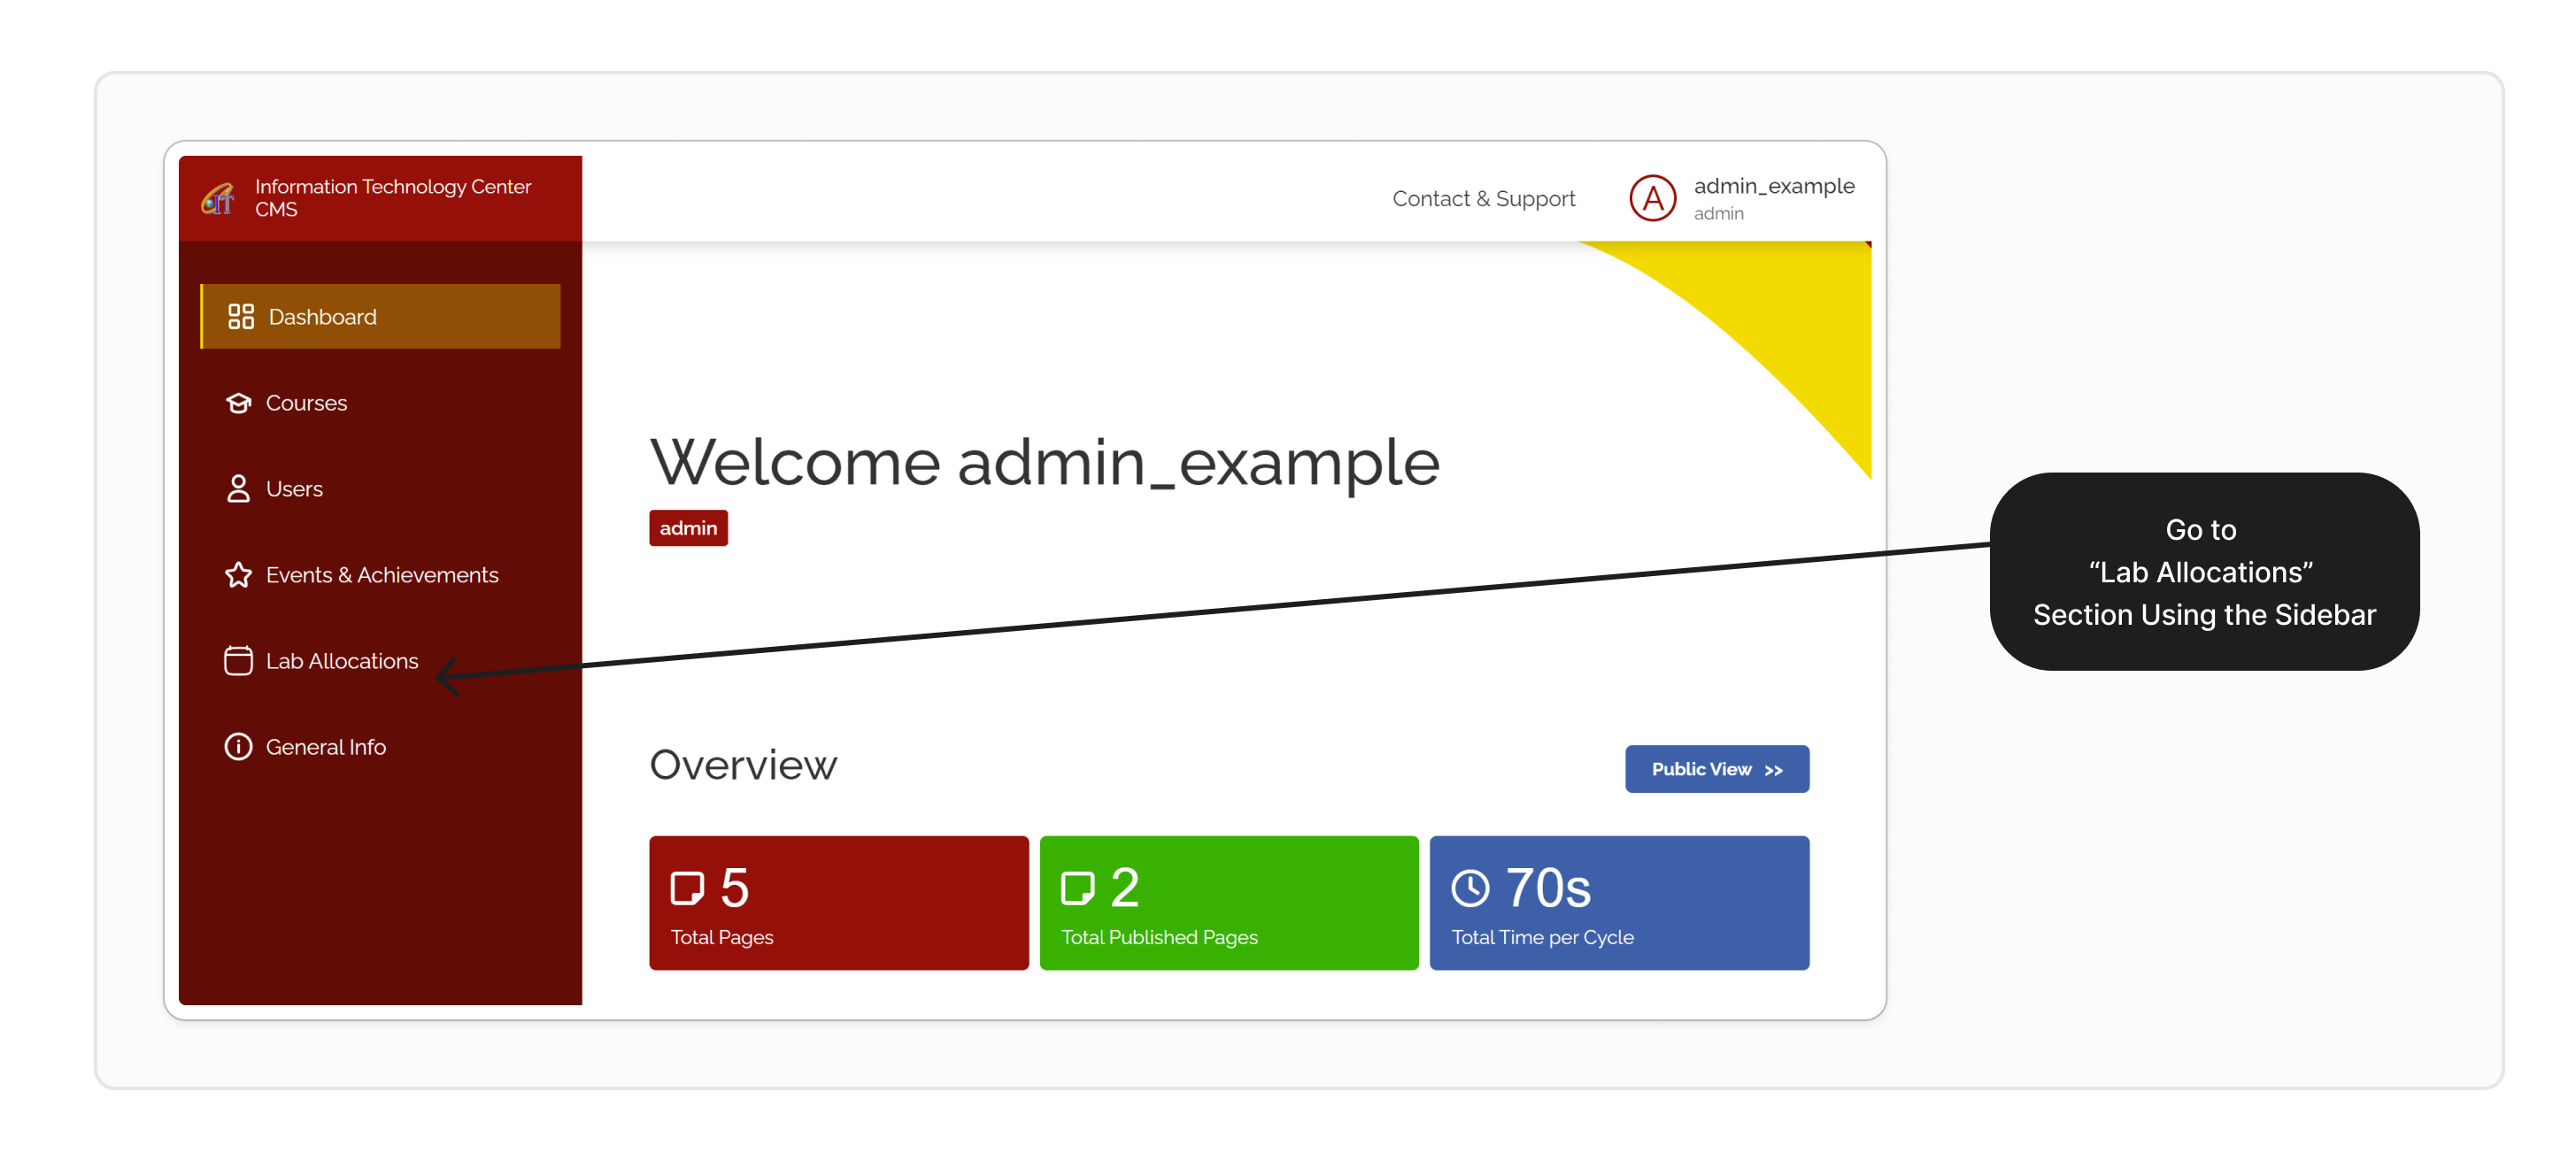 Information Technology Center
CMS
Contact & Support
A
admin_example
admin
Dashboard
Courses
Users
Events & Achievements
Lab Allocations
General Info
Welcome admin_example
admin
Go to
“Lab Allocations”
Section Using the Sidebar
Overview
Public View >>
5
Total Pages
2
Total Published Pages
70s
Total Time per Cycle